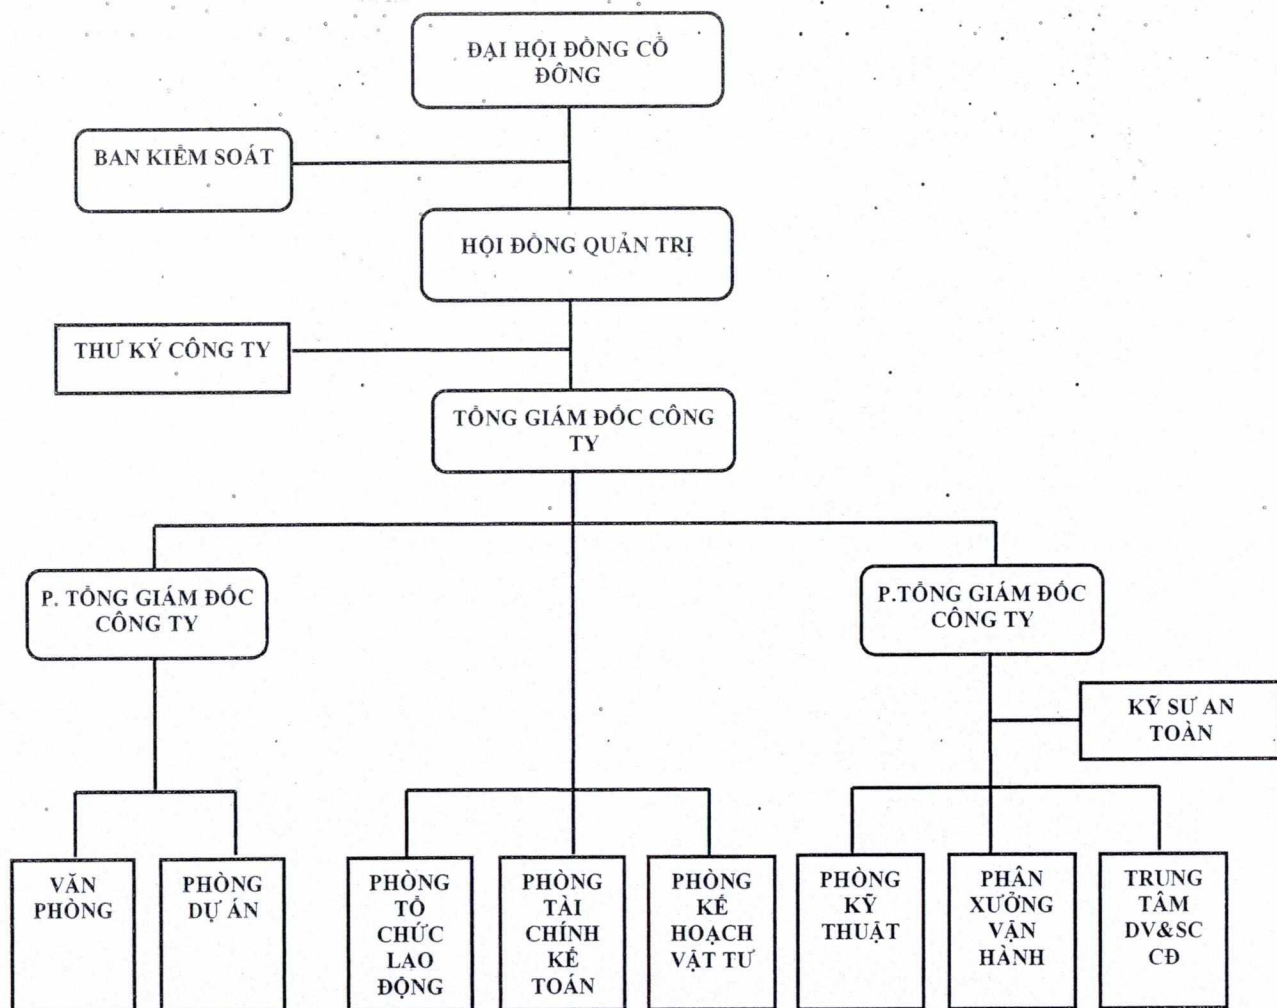 ĐẠI HỘI ĐỒNG CỔ
ĐÔNG
BAN KIỂM SOÁT
HỘI ĐỒNG QUẢN TRỊ
THƯ KÝ CÔNG TY
TỔNG GIÁM ĐỐC CÔNG
TY
P. TỔNG GIÁM ĐỐC
CÔNG TY
P.TỔNG GIÁM ĐỐC
CÔNG TY
KỸ SƯ AN
TOÀN
VĂN
PHÒNG
PHÒNG
DỰ ÁN
PHÒNG
TỔ
CHỨC
LAO
ĐỘNG
PHÒNG
TÀI
CHÍNH
KẾ
TOÁN
PHÒNG
KẾ
HOẠCH
VẬT TƯ
PHÒNG
KỸ
THUẬT
PHÂN
XƯỞNG
VẬN
HÀNH
TRUNG
TÂM
DV&SC
CĐ